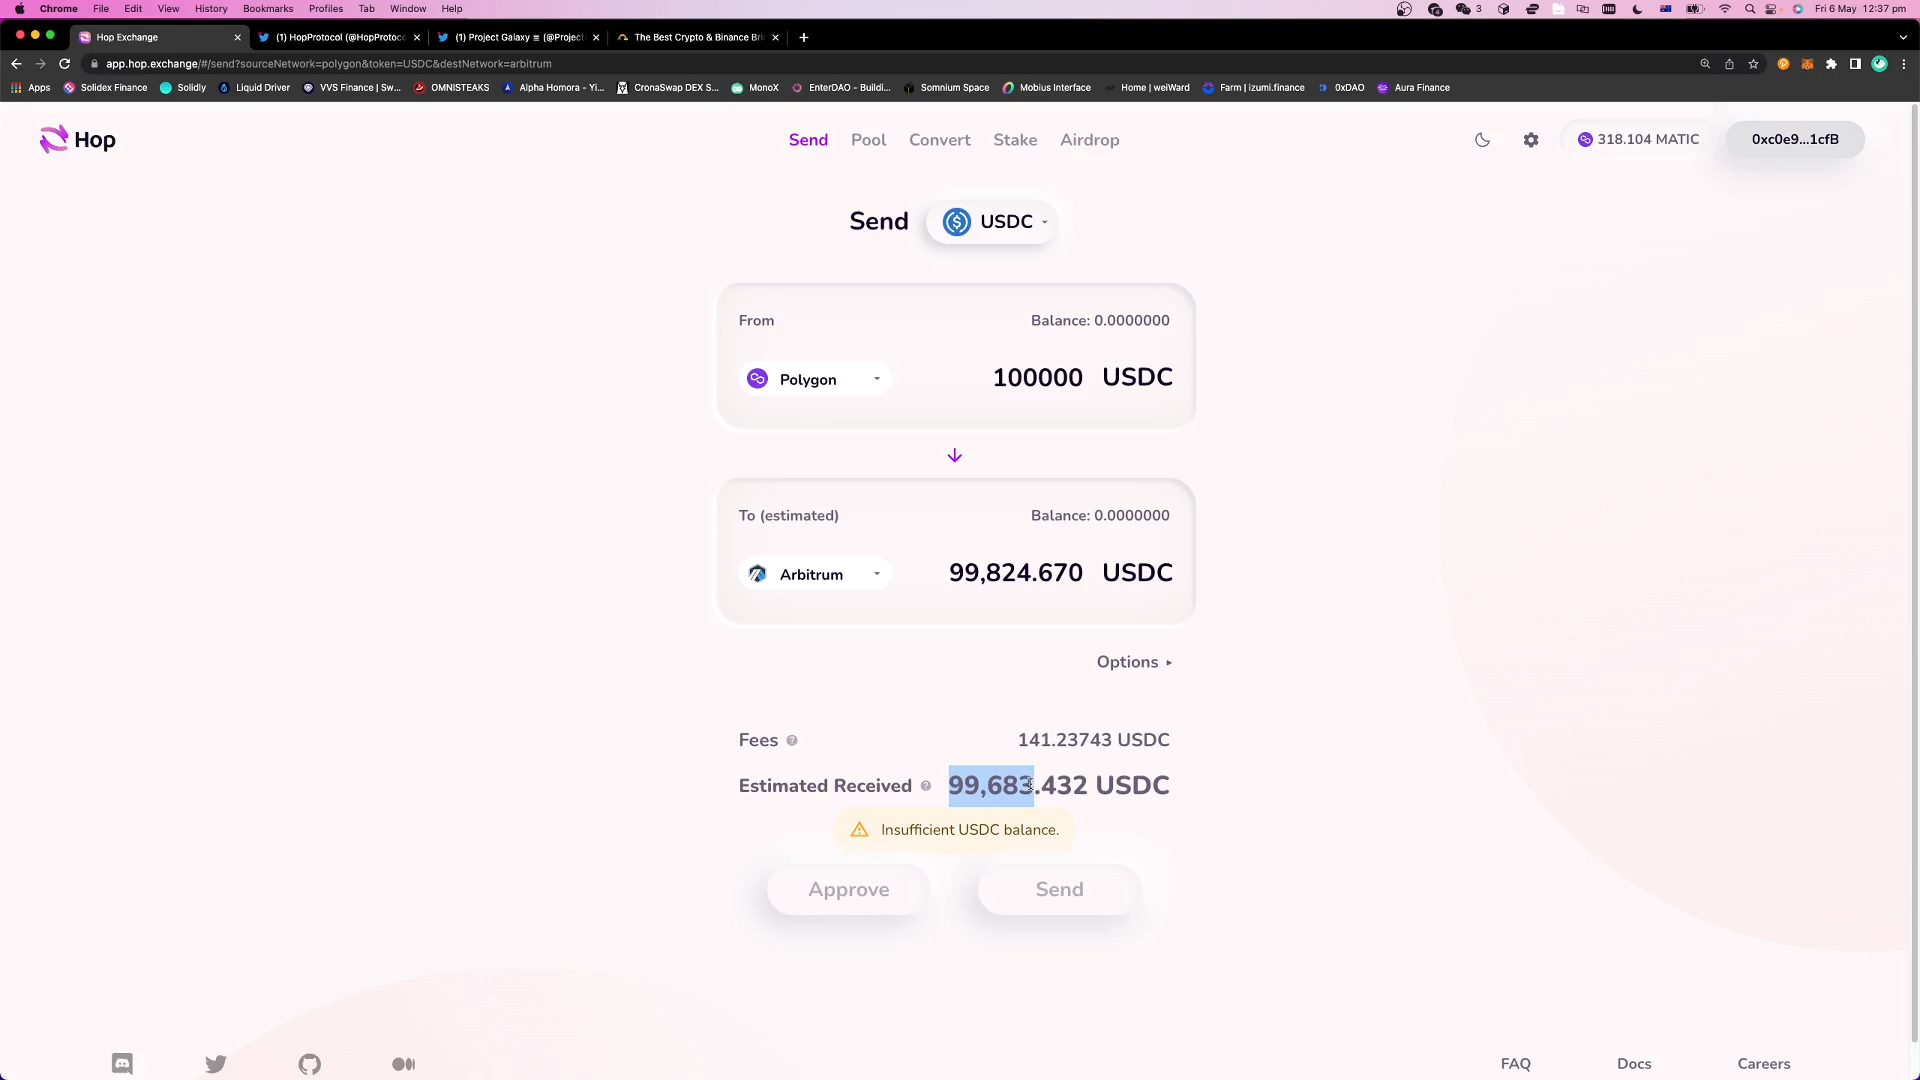 Chrome File Edit View History Bookmarks Profiles Tab Window Help 3 Fri 6 May 12:37 pm
Hop Exchange (1) HopProtocol (@HopProtoc (1) Project Galaxy ≡ (@Project The Best Crypto & Binance Bri
app.hop.exchange/#/send?sourceNetwork=polygon&token=USDC&destNetwork=arbitrum
Apps Solidex Finance Solidly Liquid Driver VVS Finance | Sw... OMNISTEAKS Alpha Homora - Yi... CronaSwap DEX S... MonoX EnterDAO - Buildi... Somnium Space Mobius Interface Home | weiWard Farm | izumi.finance 0xDAO Aura Finance
Hop Send Pool Convert Stake Airdrop 318.104 MATIC 0xc0e9...1cfB
Send USDC
From Balance: 0.0000000
Polygon 100000 USDC
To (estimated) Balance: 0.0000000
Arbitrum 99,824.670 USDC
Options
Fees 141.23743 USDC
Estimated Received 99,683.432 USDC
Insufficient USDC balance.
Approve Send
FAQ Docs Careers